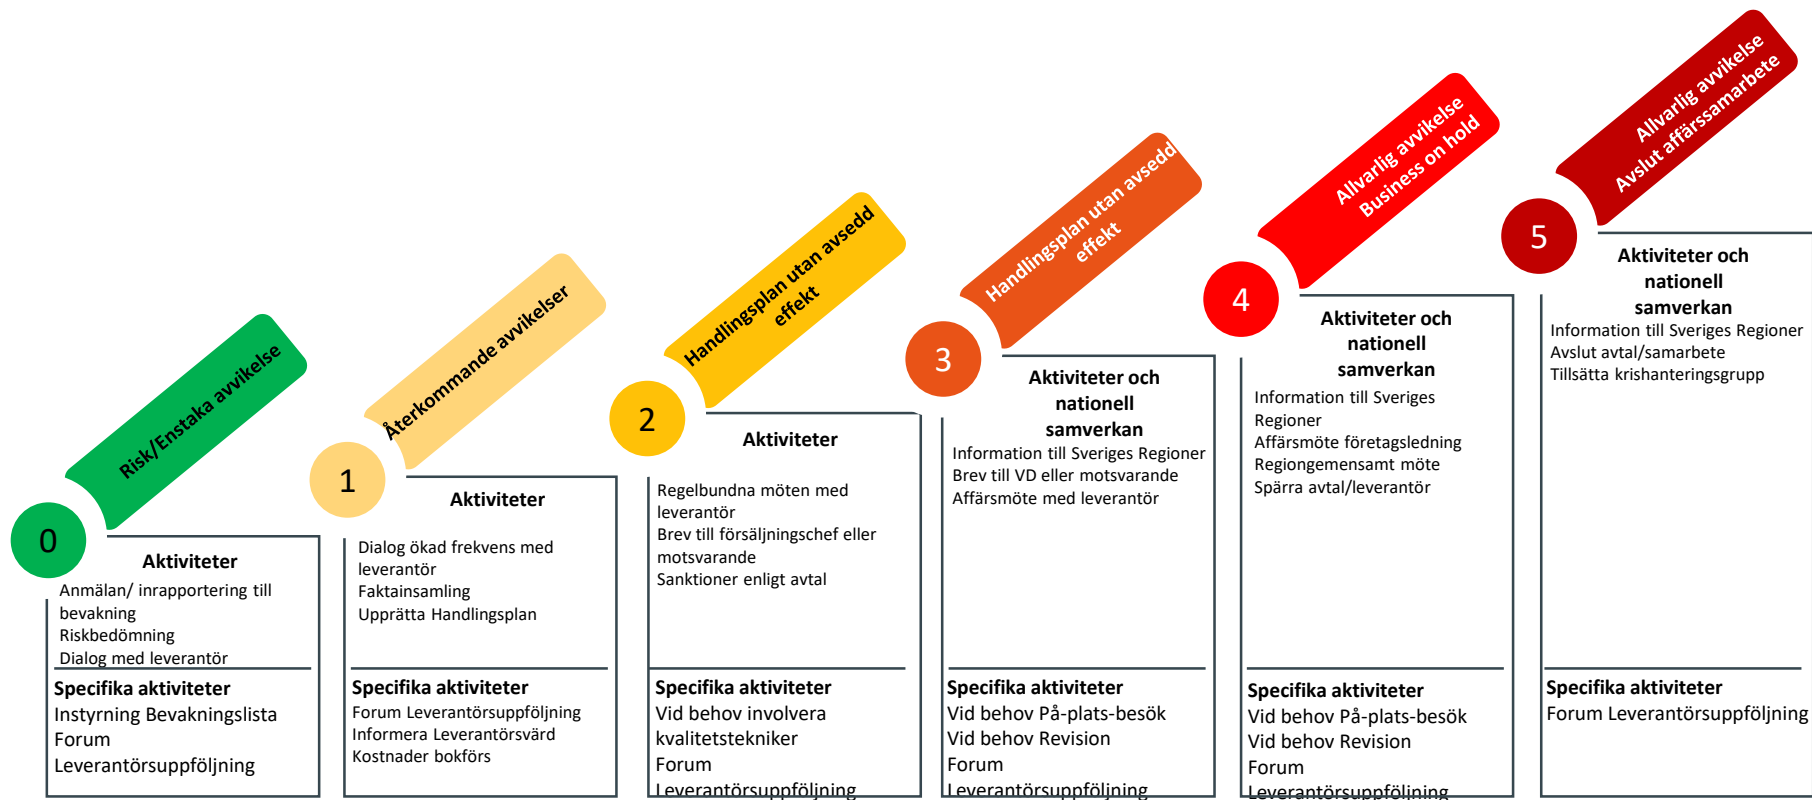 0
Risk/Enstaka avvikelse
Aktiviteter
Anmälan/ inrapportering till
bevakning
Riskbedömning
Dialog med leverantör
Specifika aktiviteter
Instyrning Bevakningslista
Forum
Leverantörsuppföljning
1
Återkommande avvikelser
Aktiviteter
Dialog ökad frekvens med
leverantör
Faktainsamling
Upprätta Handlingsplan
Specifika aktiviteter
Forum Leverantörsuppföljning
Informera Leverantörsvärd
Kostnader bokförs
2
Handlingsplan utan avsedd
effekt
Aktiviteter
Regelbundna möten med
leverantör
Brev till försäljningschef eller
motsvarande
Sanktioner enligt avtal
Specifika aktiviteter
Vid behov involvera
kvalitetstekniker
Forum
Leverantörsuppföljning
3
Handlingsplan utan avsedd
effekt
Aktiviteter och
nationell
samverkan
Information till Sveriges Regioner
Brev till VD eller motsvarande
Affärsmöte med leverantör
Specifika aktiviteter
Vid behov På-plats-besök
Vid behov Revision
Forum
Leverantörsuppföljning
4
Allvarlig avvikelse
Business on hold
Aktiviteter och
nationell
samverkan
Information till Sveriges
Regioner
Affärsmöte företagsledning
Regiongemensamt möte
Spärra avtal/leverantör
Specifika aktiviteter
Vid behov På-plats-besök
Vid behov Revision
Forum
Leverantörsuppföljning
5
Allvarlig avvikelse
Avslut affärssamarbete
Aktiviteter och
nationell
samverkan
Information till Sveriges Regioner
Avslut avtal/samarbete
Tillsätta krishanteringsgrupp
Specifika aktiviteter
Forum Leverantörsuppföljning